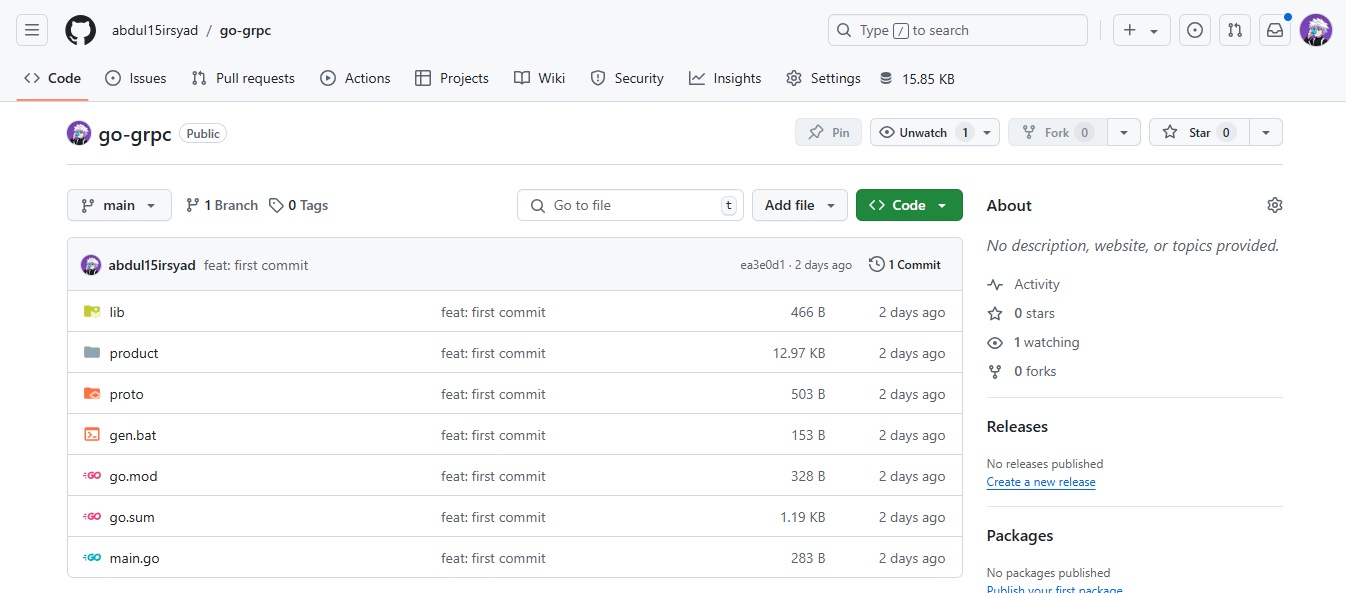 abdul15irsyad / go-grpc
Type / to search
Code Issues Pull requests Actions Projects Wiki Security Insights Settings 15.85 KB
go-grpc Public
Pin Unwatch 1 Fork 0 Star 0
main 1 Branch 0 Tags Go to file t Add file Code
abdul15irsyad feat: first commit ea3e0d1 · 2 days ago 1 Commit
lib feat: first commit 466 B 2 days ago
product feat: first commit 12.97 KB 2 days ago
proto feat: first commit 503 B 2 days ago
gen.bat feat: first commit 153 B 2 days ago
go.mod feat: first commit 328 B 2 days ago
go.sum feat: first commit 1.19 KB 2 days ago
main.go feat: first commit 283 B 2 days ago
About
No description, website, or topics provided.
Activity
0 stars
1 watching
0 forks
Releases
No releases published
Create a new release
Packages
No packages published
Publish your first package